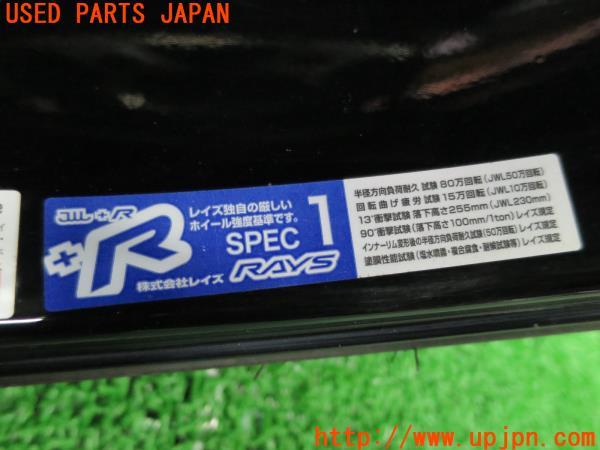 USED PARTS JAPAN
JWL+R
+R
レイズ独自の厳しい
ホイール強度基準です。
SPEC 1
RAYS
株式会社レイズ
半径方向負荷耐久 試験 80万回転 (JWL50万回転)
回転曲げ疲労 試験 15万回転 (JWL10万回転)
13°衝撃試験 落下高さ255mm (JWL230mm)
90°衝撃試験 (落下高さ100mm/1ton) レイズ規定
インナーリム変形後の半径方向負荷耐久試験(50万回転) レイズ規定
塗膜性能試験 (塩水噴霧・複合腐食・耐候試験等) レイズ規定
http://www.upjpn.com/